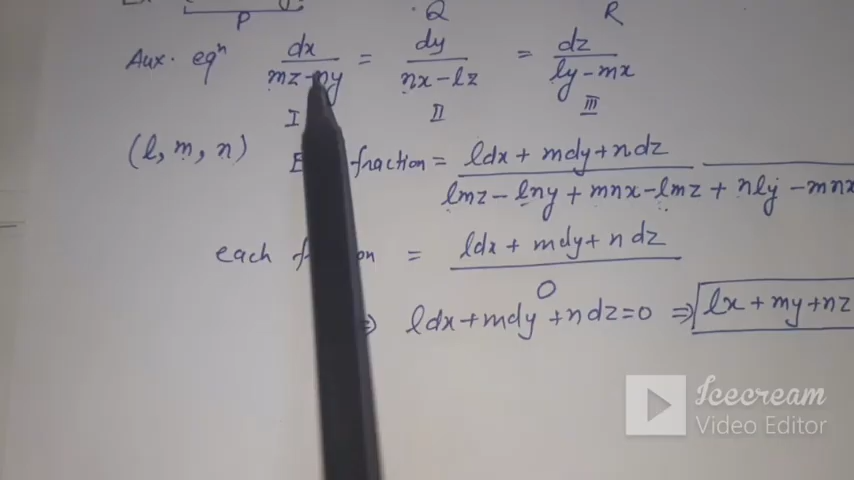 P Q R
Aux. eqⁿ dx/(mz-ny) = dy/(nx-lz) = dz/(ly-mx)
I II III
(l, m, n) fraction = (ldx + mdy + ndz)/(lmz - lny + mnx - lmz + nly - mnx
each = (ldx + mdy + ndz)/0
⇒ ldx+mdy+ndz=0 ⇒ lx+my+nz
Icecream
Video Editor